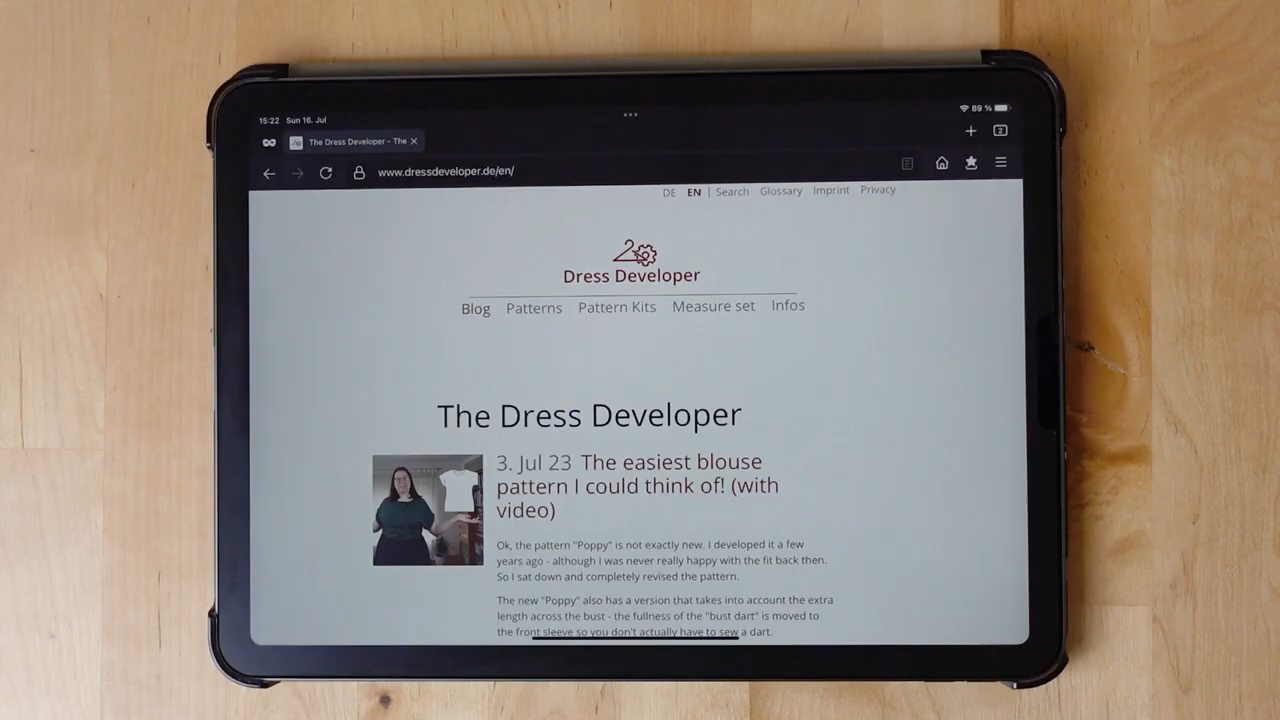 15:22 Sun 16. Jul
89 %
The Dress Developer - The
2
www.dressdeveloper.de/en/
DE EN | Search Glossary Imprint Privacy
Dress Developer
Blog Patterns Pattern Kits Measure set Infos
The Dress Developer
3. Jul 23 The easiest blouse
pattern I could think of! (with
video)
Ok, the pattern "Poppy" is not exactly new. I developed it a few
years ago - although I was never really happy with the fit back then.
So I sat down and completely revised the pattern.
The new "Poppy" also has a version that takes into account the extra
length across the bust - the fullness of the "bust dart" is moved to
the front sleeve so you don't actually have to sew a dart.